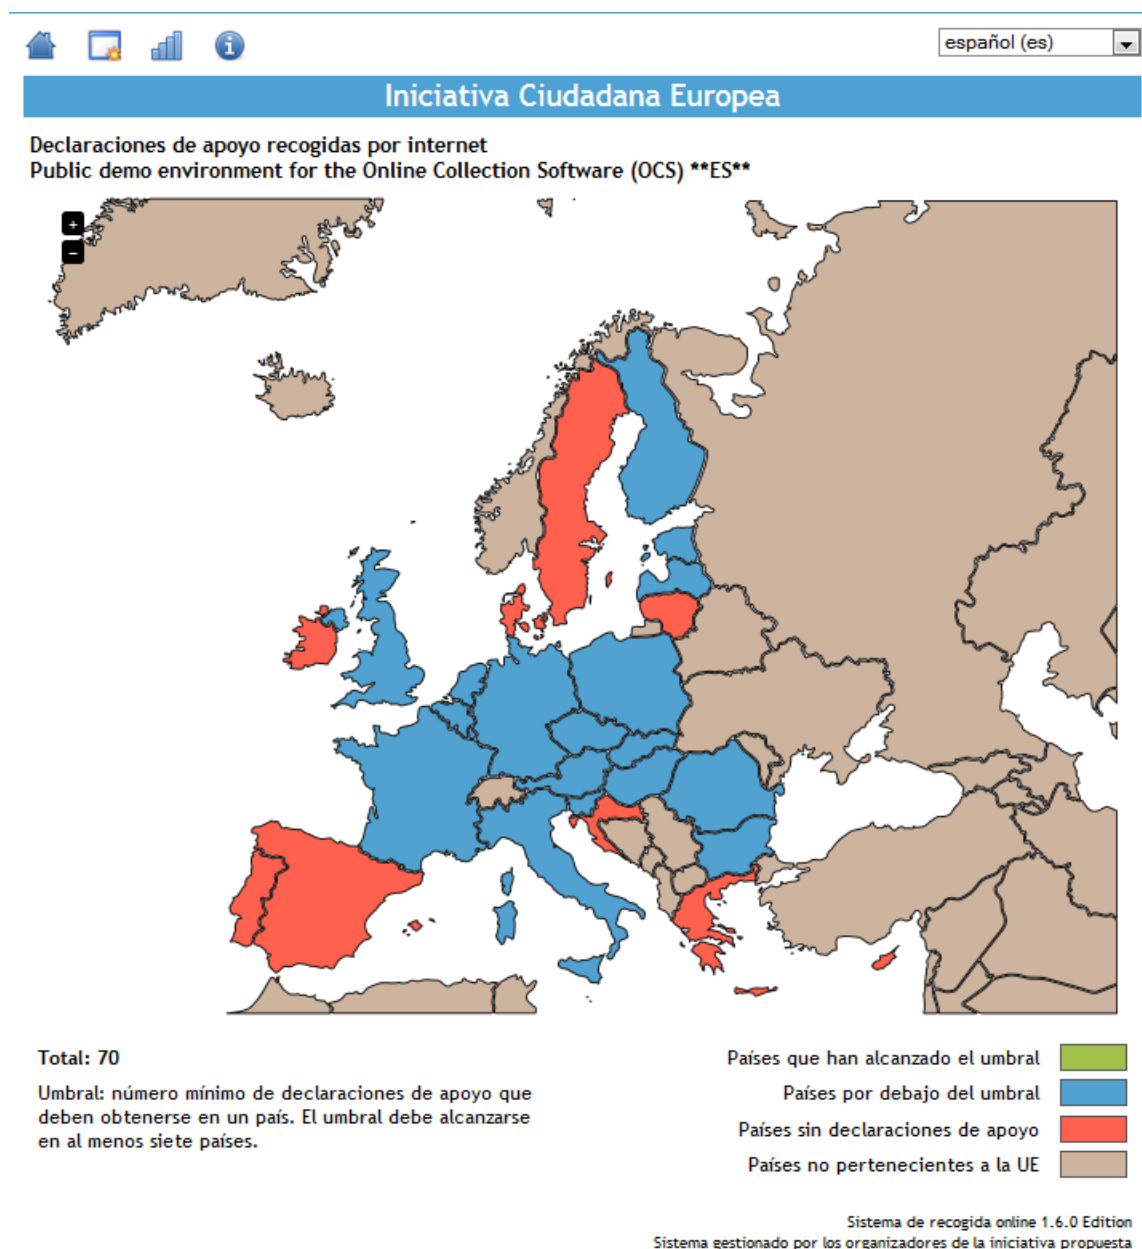 español (es)
Iniciativa Ciudadana Europea
Declaraciones de apoyo recogidas por internet
Public demo environment for the Online Collection Software (OCS) **ES**
+
−
Total: 70
Umbral: número mínimo de declaraciones de apoyo que
deben obtenerse en un país. El umbral debe alcanzarse
en al menos siete países.
Países que han alcanzado el umbral
Países por debajo del umbral
Países sin declaraciones de apoyo
Países no pertenecientes a la UE
Sistema de recogida online 1.6.0 Edition
Sistema gestionado por los organizadores de la iniciativa propuesta